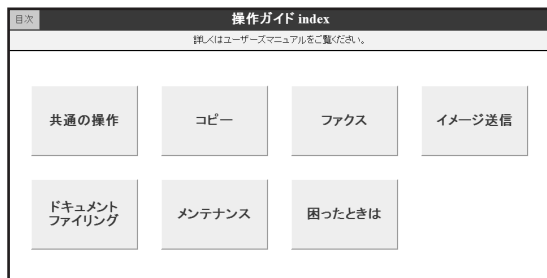 目次
操作ガイド index
詳しくはユーザーズマニュアルをご覧ください。
共通の操作
コピー
ファクス
イメージ送信
ドキュメント
ファイリング
メンテナンス
困ったときは